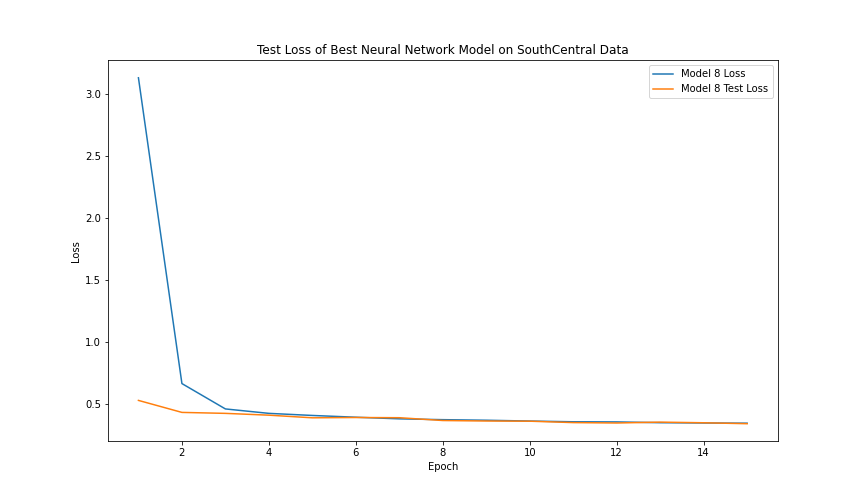 Test Loss of Best Neural Network Model on SouthCentral Data
Model 8 Loss
Model 8 Test Loss
3.0
2.5
2.0
1.5
1.0
0.5
Loss
2
4
6
8
10
12
14
Epoch